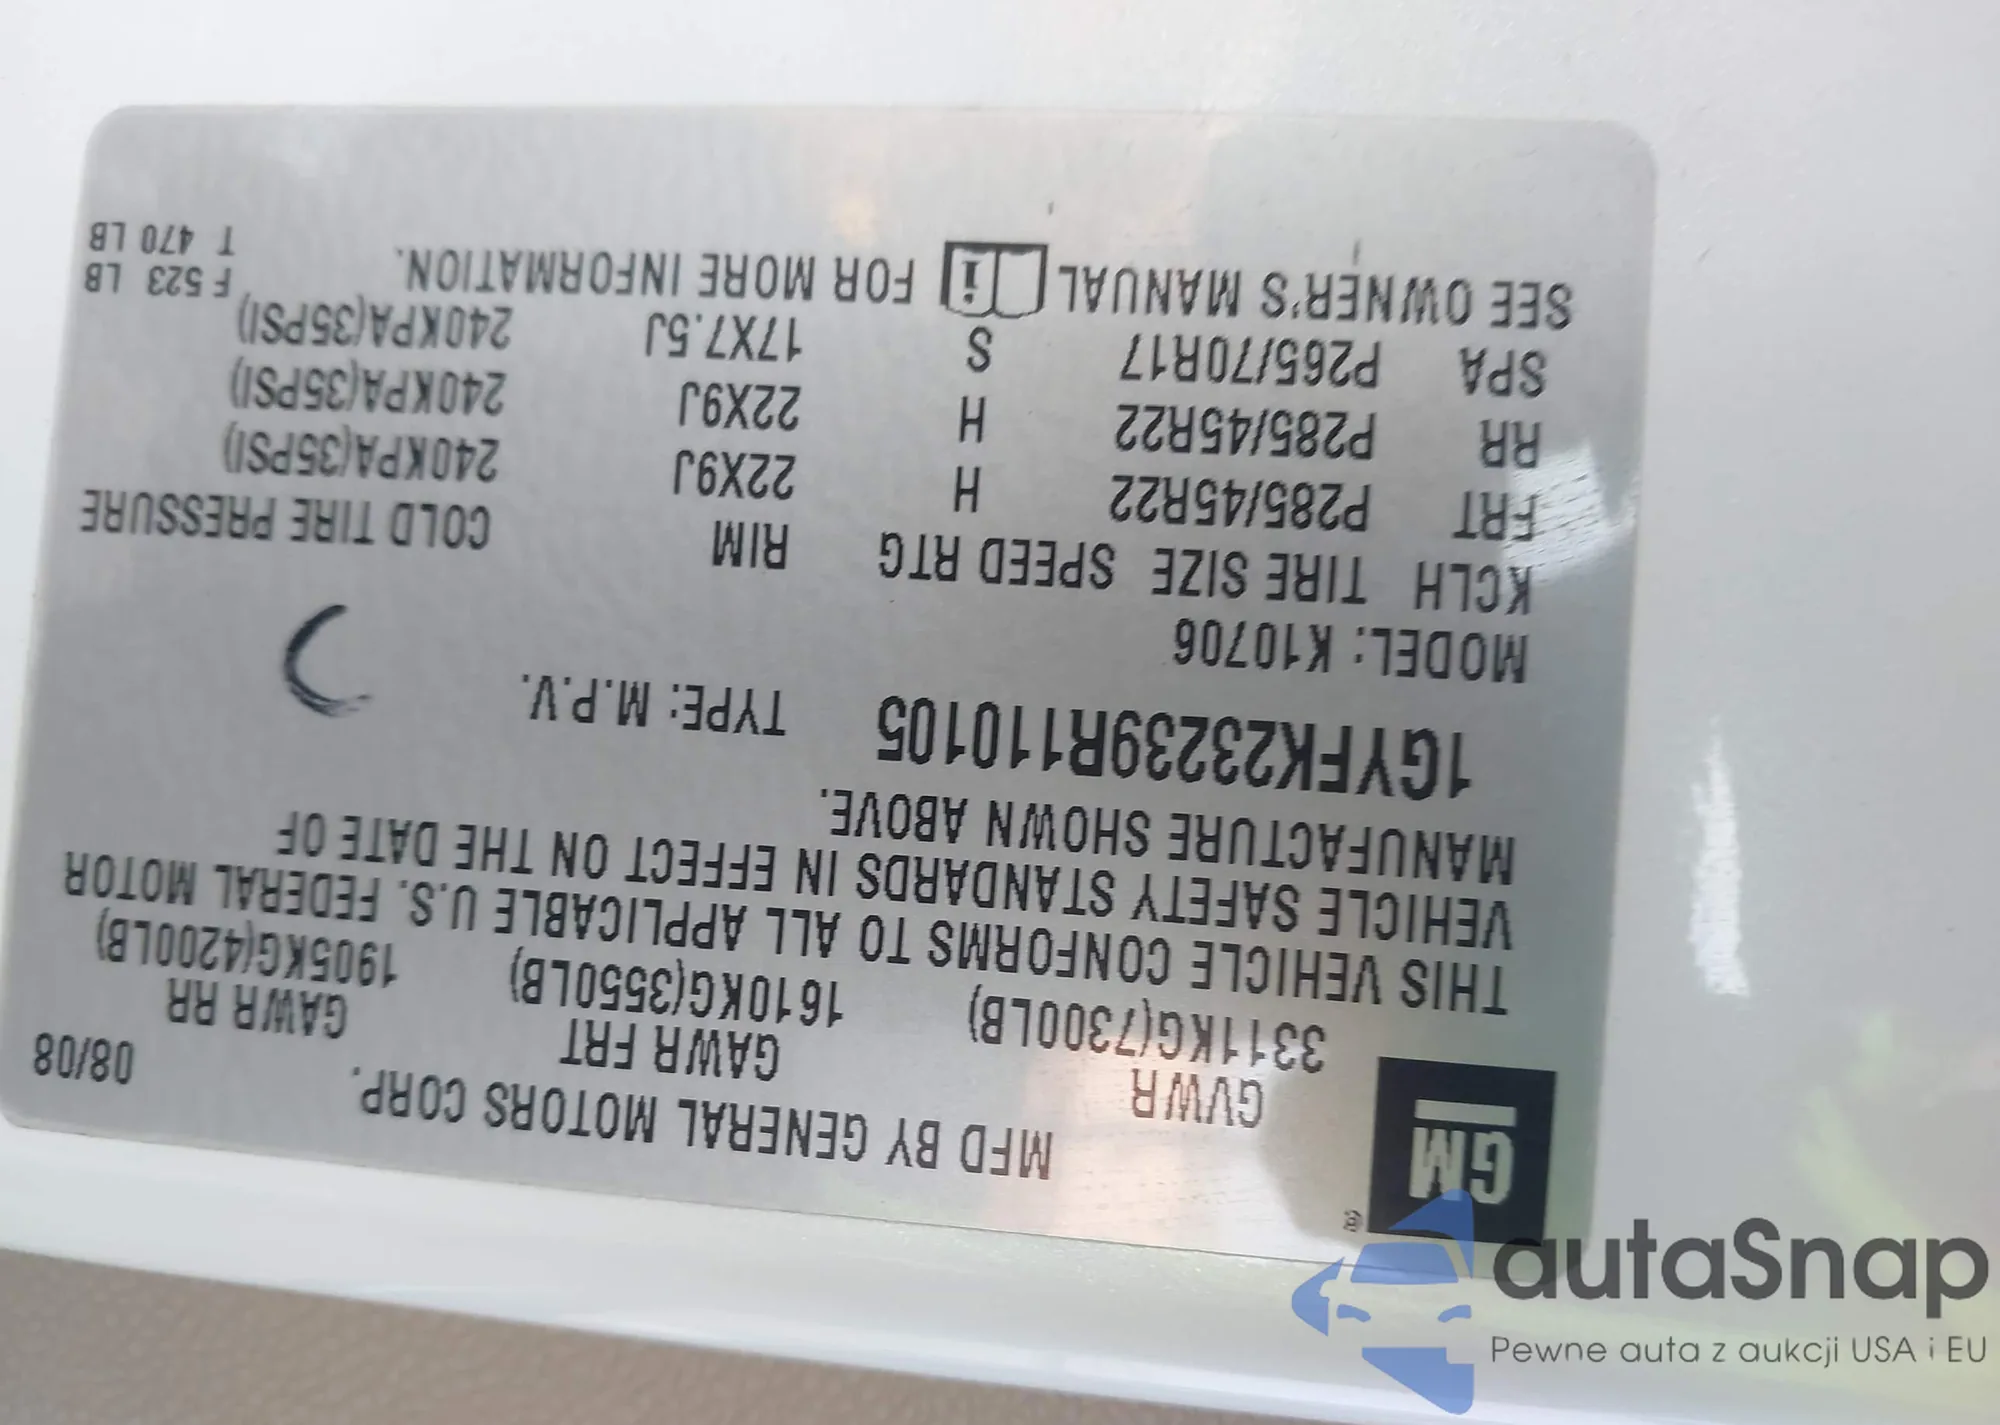 GM
®
MFD BY GENERAL MOTORS CORP.
08/08
GVWR GAWR FRT GAWR RR
3311KG(7300LB) 1610KG(3550LB) 1905KG(4200LB)
THIS VEHICLE CONFORMS TO ALL APPLICABLE U.S. FEDERAL MOTOR
VEHICLE SAFETY STANDARDS IN EFFECT ON THE DATE OF
MANUFACTURE SHOWN ABOVE.
1GYFK23239R110105 TYPE: M.P.V.
MODEL: K10706
KCLH TIRE SIZE SPEED RTG RIM COLD TIRE PRESSURE
FRT P285/45R22 H 22X9J 240KPA(35PSI)
RR P285/45R22 H 22X9J 240KPA(35PSI)
SPA P265/70R17 S 17X7.5J 240KPA(35PSI)
SEE OWNER'S MANUAL i FOR MORE INFORMATION.
F 523 LB
T 470 LB
autaSnap
Pewne auta z aukcji USA i EU